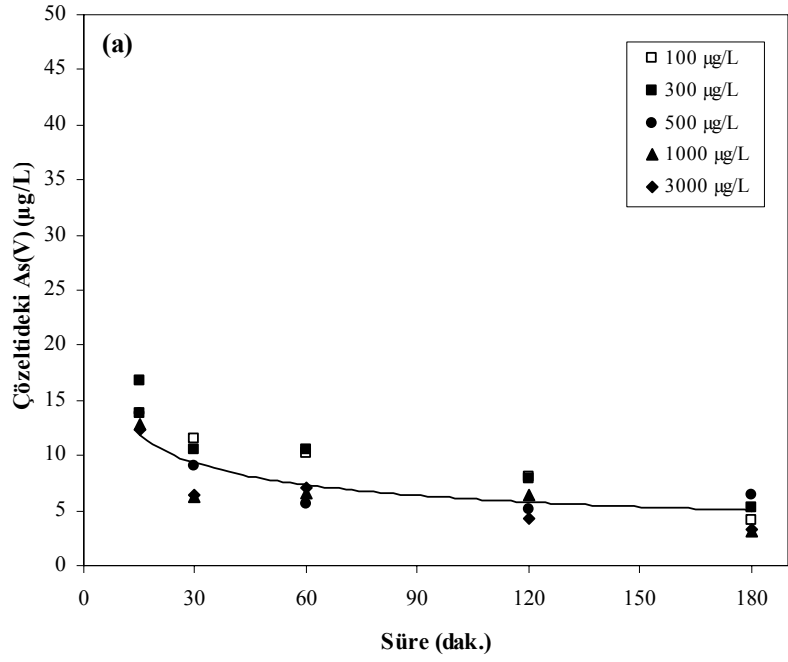 (a)
50
45
40
35
30
25
20
15
10
5
0
Çözeltideki As(V) (µg/L)
100 µg/L
300 µg/L
500 µg/L
1000 µg/L
3000 µg/L
0 30 60 90 120 150 180
Süre (dak.)